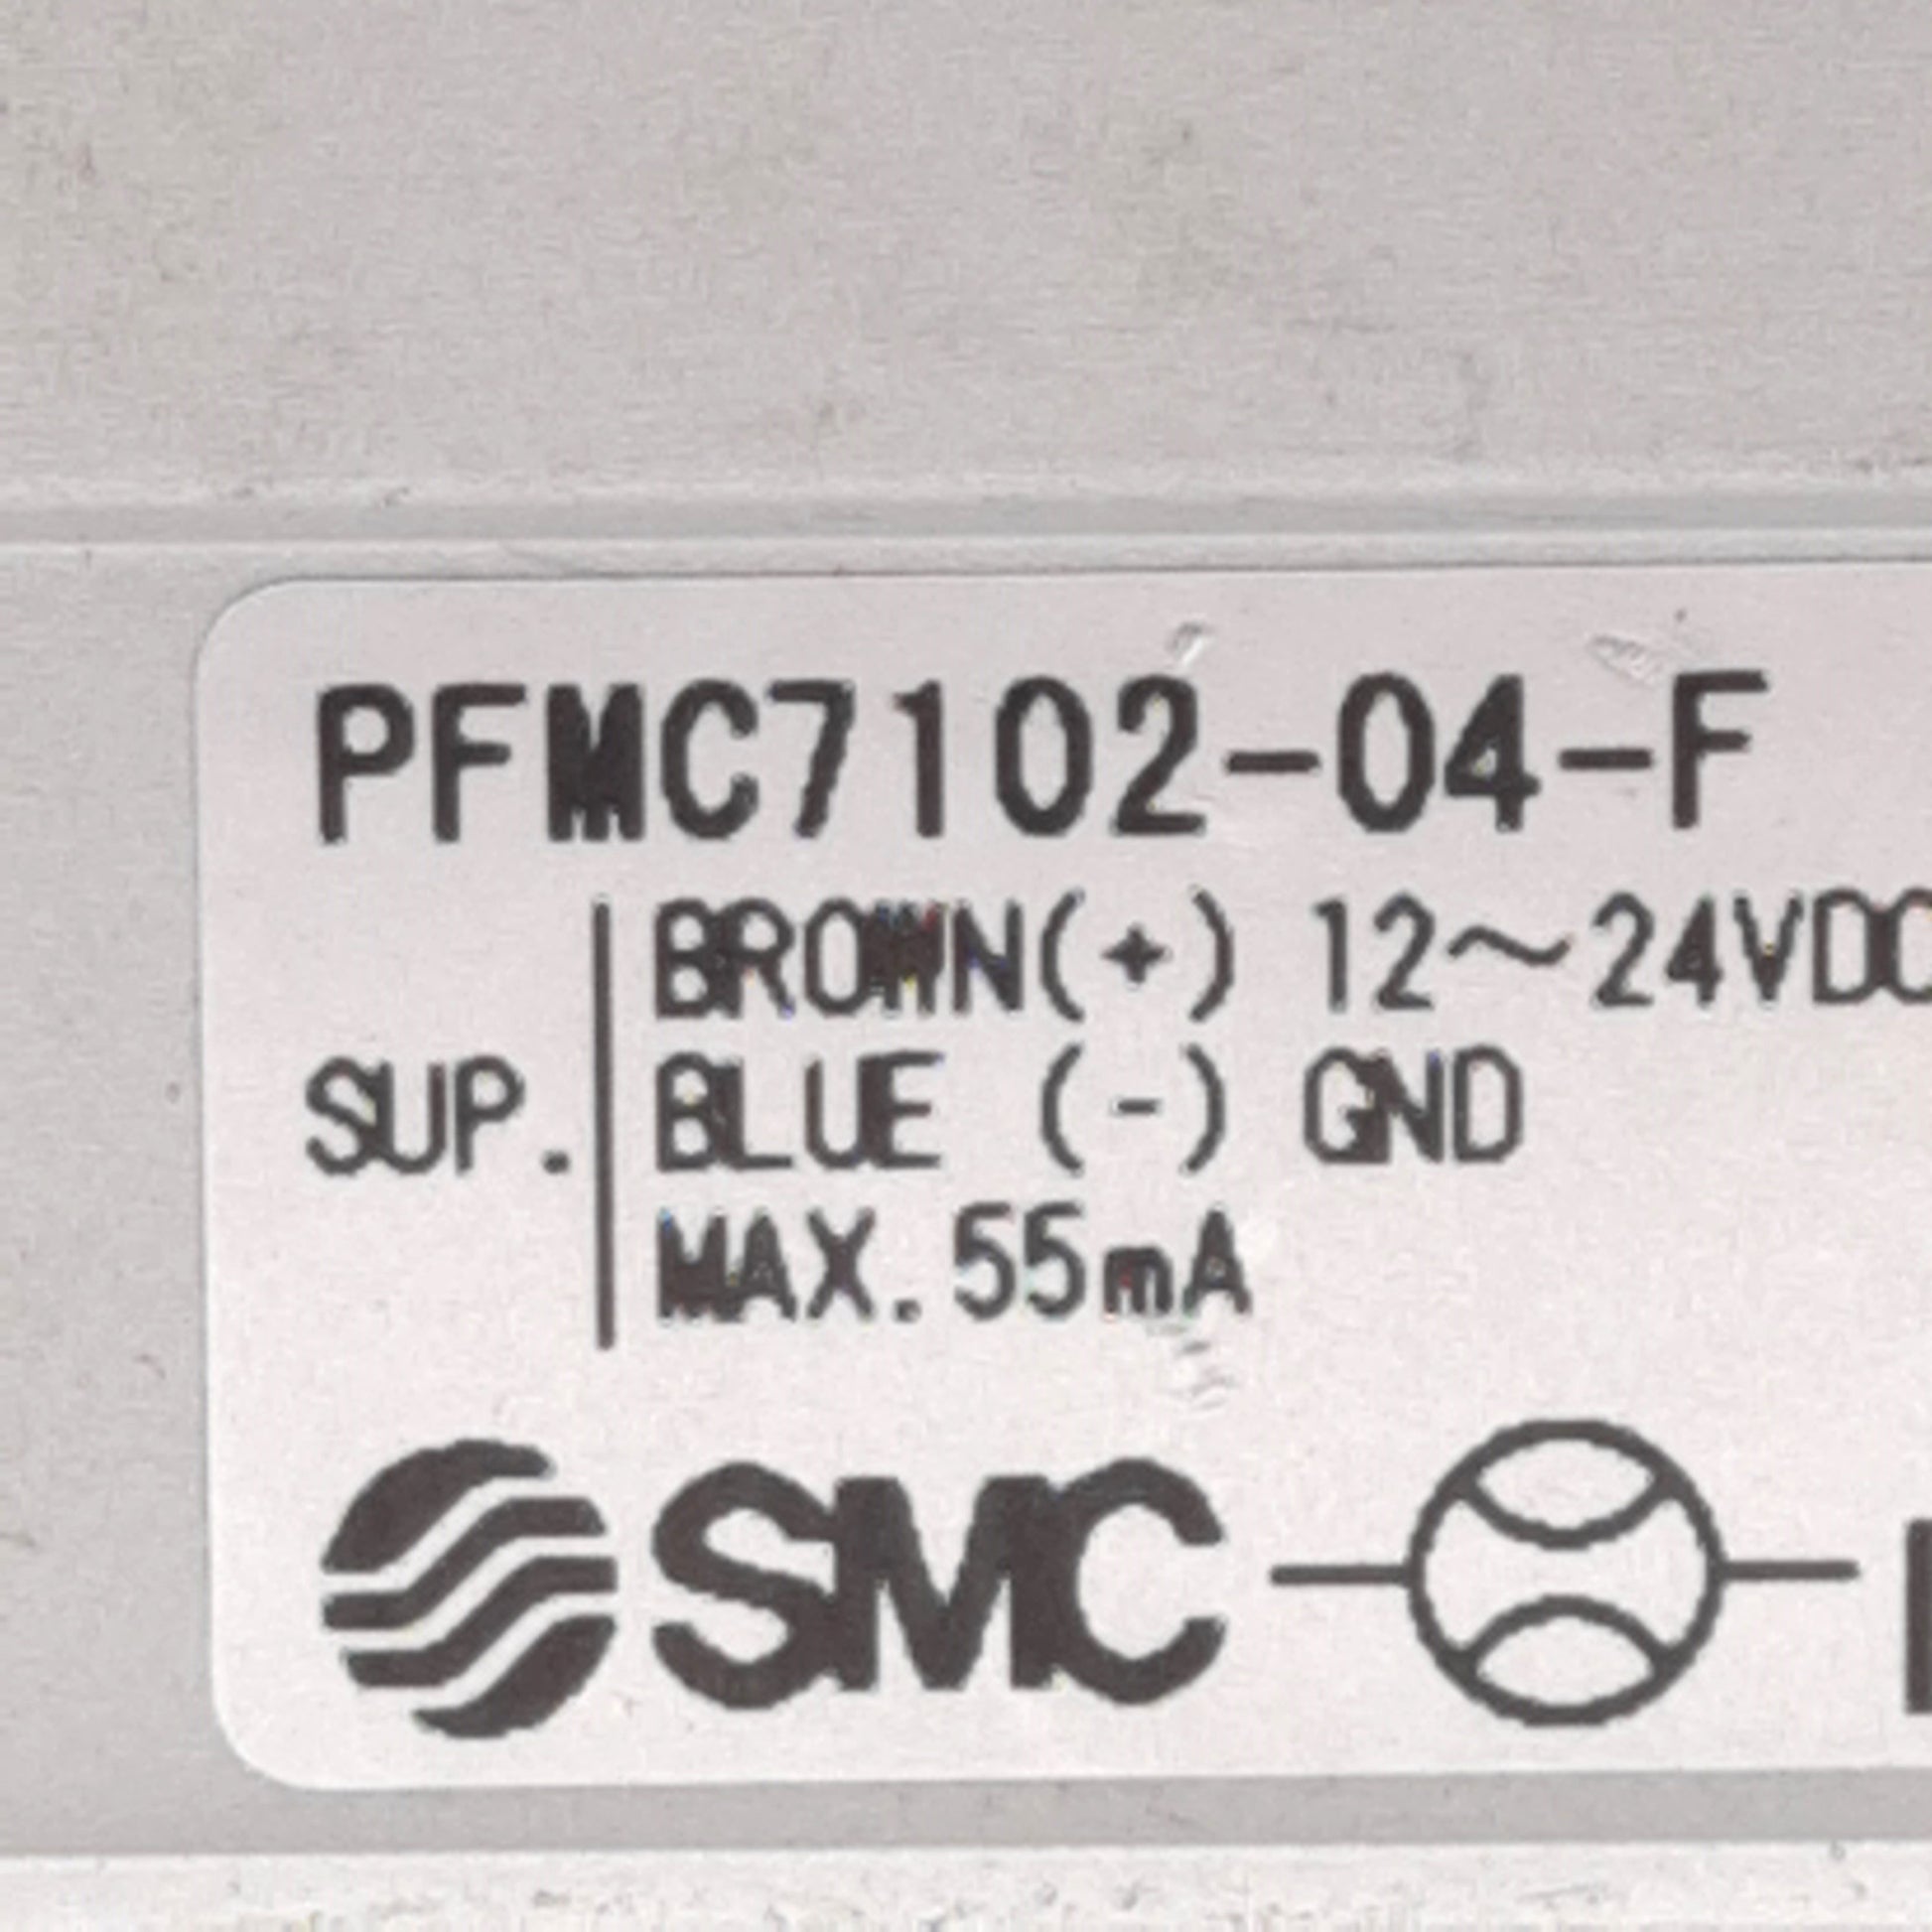 PFMC7102-04-F
BROWN(+) 12～24VDC
SUP.
BLUE (-) GND
MAX.55mA
SMC